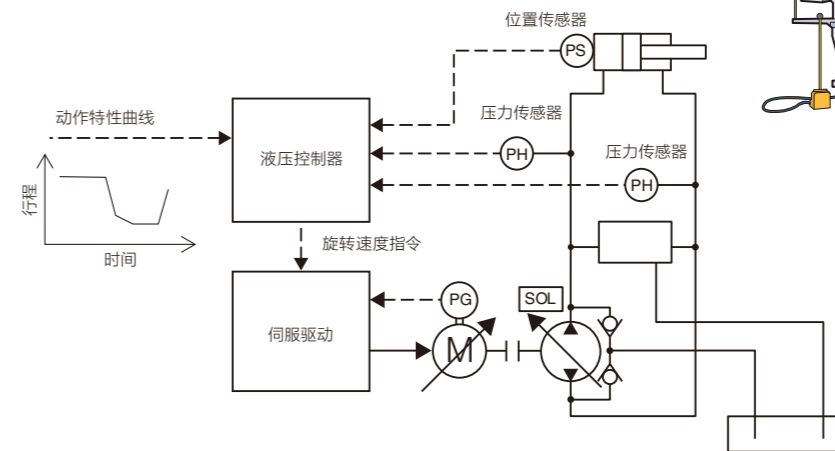 位置传感器
PS
动作特性曲线
压力传感器
液压控制器
PH
压力传感器
PH
行程
时间
旋转速度指令
PG
SOL
伺服驱动
M